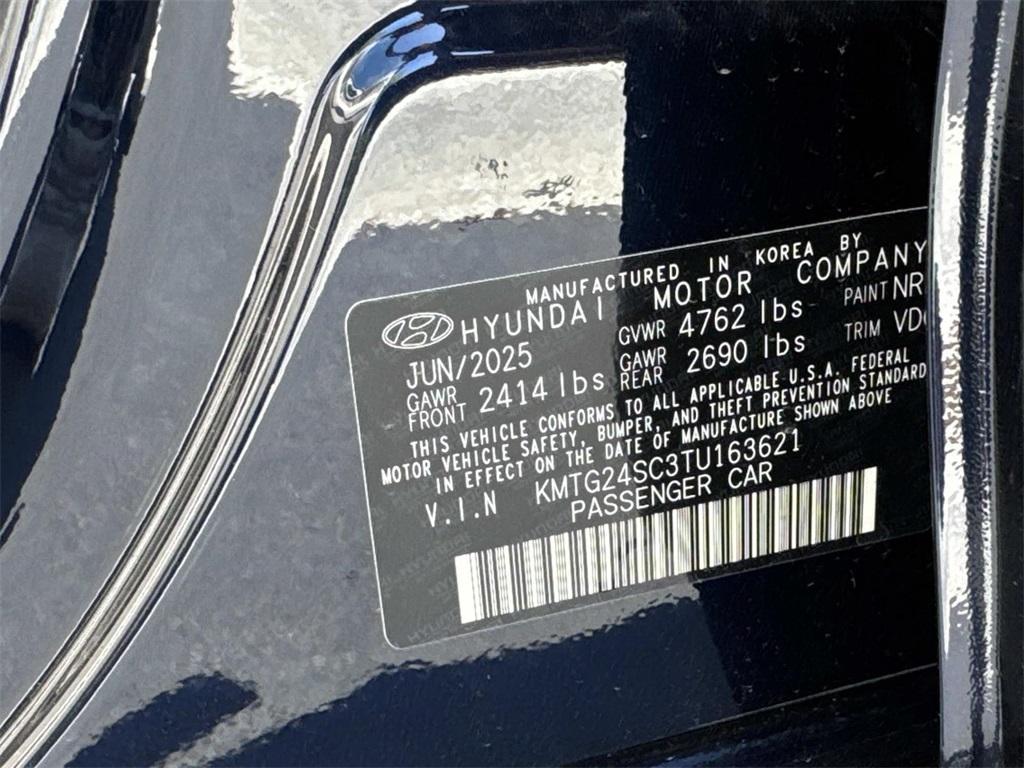 MANUFACTURED IN KOREA BY
HYUNDAI MOTOR COMPANY
JUN/2025 GVWR 4762 lbs PAINT NR
GAWR FRONT 2414 lbs GAWR REAR 2690 lbs TRIM
THIS VEHICLE CONFORMS TO ALL APPLICABLE U.S.A. FEDERAL
MOTOR VEHICLE SAFETY, BUMPER, AND THEFT PREVENTION STANDARD
IN EFFECT ON THE DATE OF MANUFACTURE SHOWN ABOVE
V.I.N KMTG24SC3TU163621
PASSENGER CAR